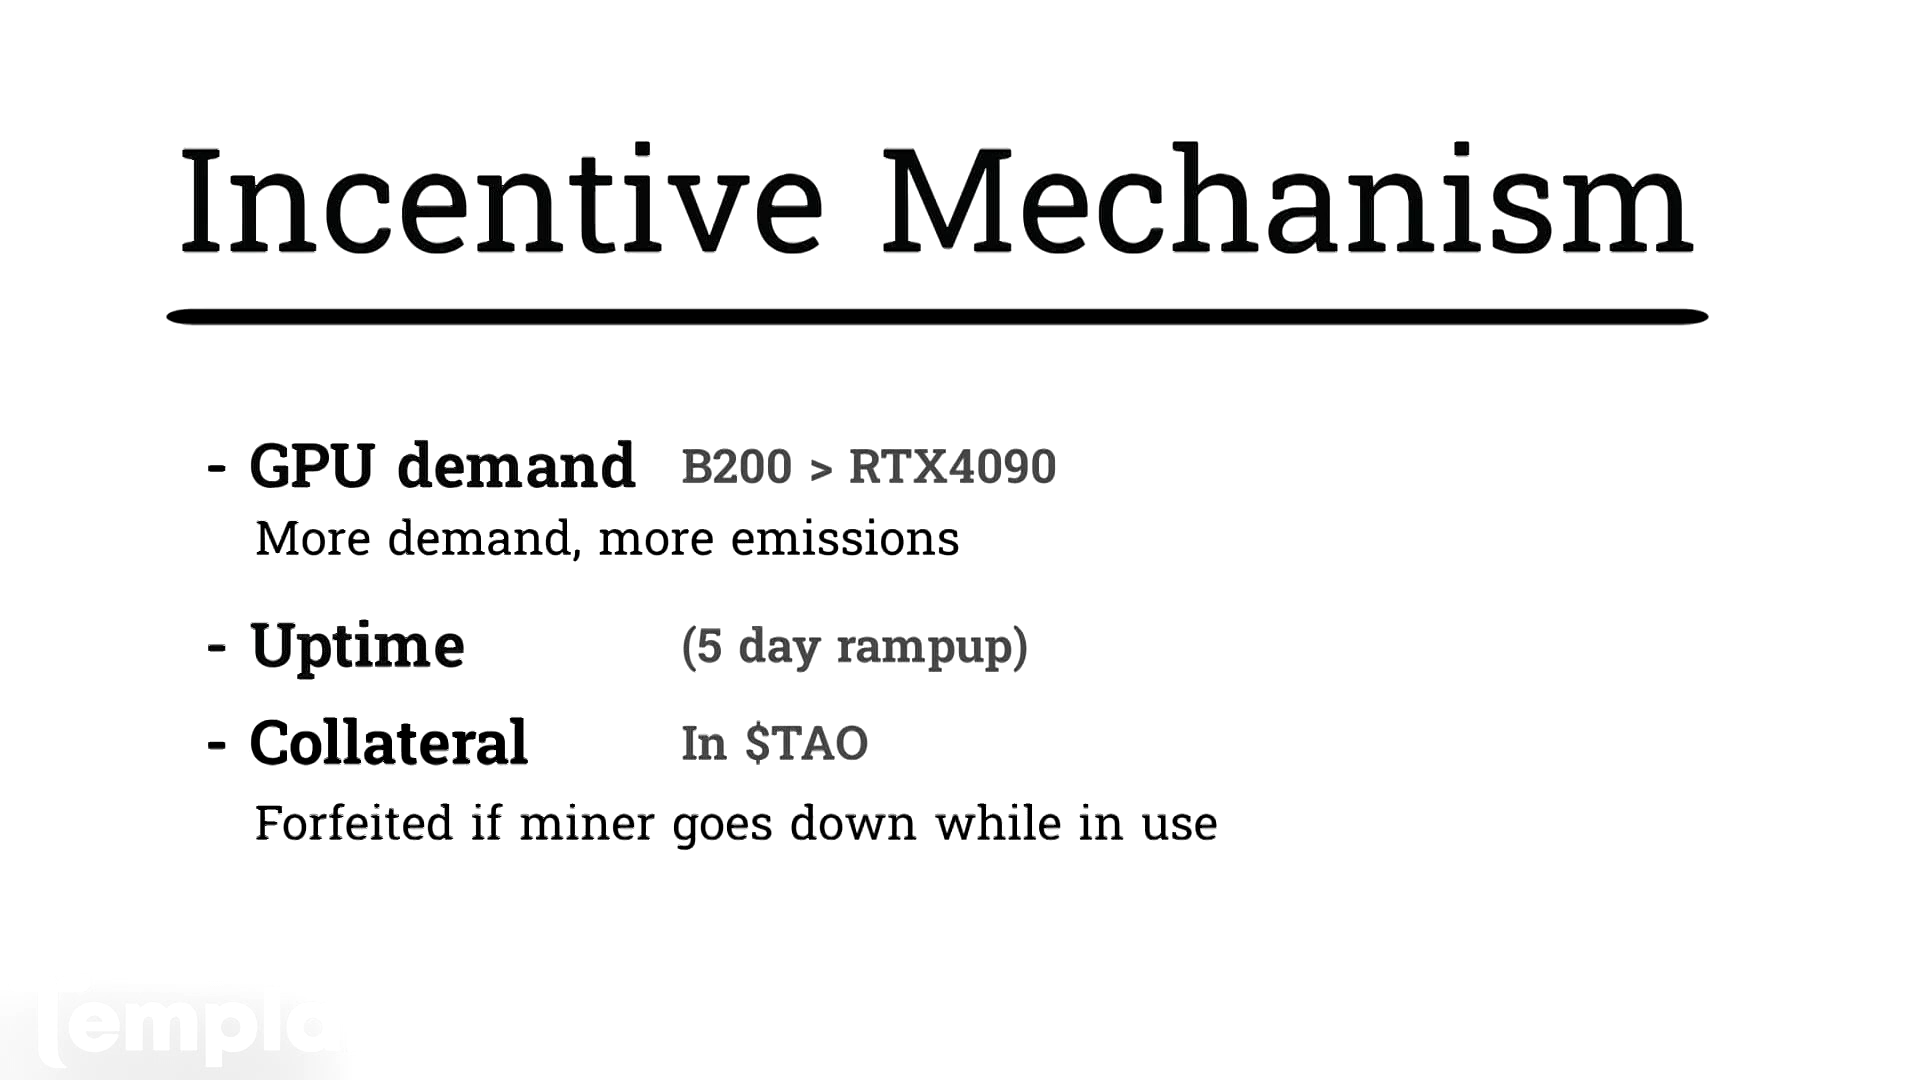 Incentive Mechanism
- GPU demand B200 > RTX4090
More demand, more emissions
- Uptime (5 day rampup)
- Collateral In $TAO
Forfeited if miner goes down while in use